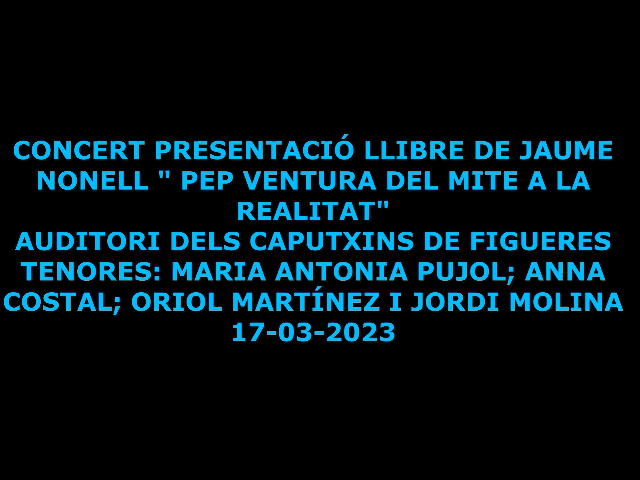 CONCERT PRESENTACIÓ LLIBRE DE JAUME
NONELL " PEP VENTURA DEL MITE A LA
REALITAT"
AUDITORI DELS CAPUTXINS DE FIGUERES
TENORES: MARIA ANTONIA PUJOL; ANNA
COSTAL; ORIOL MARTÍNEZ I JORDI MOLINA
17-03-2023